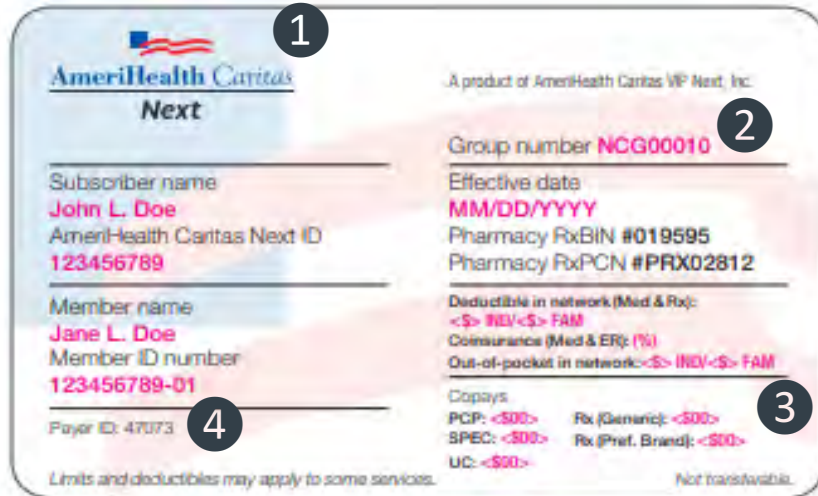 1
AmeriHealth Caritas
Next
A product of AmeriHealth Caritas VIP Next, Inc.
2
Group number NCG00010
Subscriber name
John L. Doe
AmeriHealth Caritas Next ID
123456789
Effective date
MM/DD/YYYY
Pharmacy RxBIN #019595
Pharmacy RxPCN #PRX02812
Member name
Jane L. Doe
Member ID number
123456789-01
Deductible in network (Med & Rx):
<$> IND/<$> FAM
Coinsurance (Med & ER): (%)
Out-of-pocket in network: <$> IND/<$> FAM
Payer ID: 47073
4
Copays
PCP: <$00> Rx (Generic): <$00>
SPEC: <$00> Rx (Pref. Brand): <$00>
UC: <$00>
3
Limits and deductibles may apply to some services.
Not transferable.